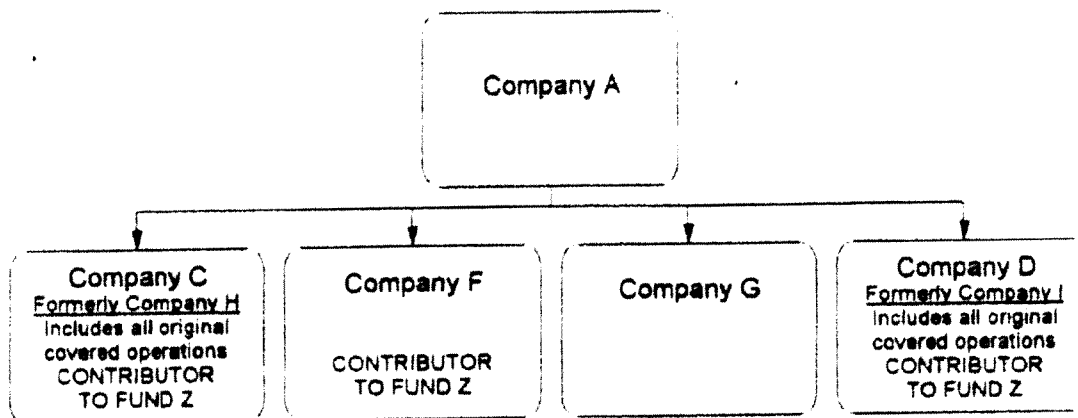 Company A
Company C
Formerly Company H
Includes all original
covered operations
CONTRIBUTOR
TO FUND Z
Company F
CONTRIBUTOR
TO FUND Z
Company G
Company D
Formerly Company I
Includes all original
covered operations
CONTRIBUTOR
TO FUND Z